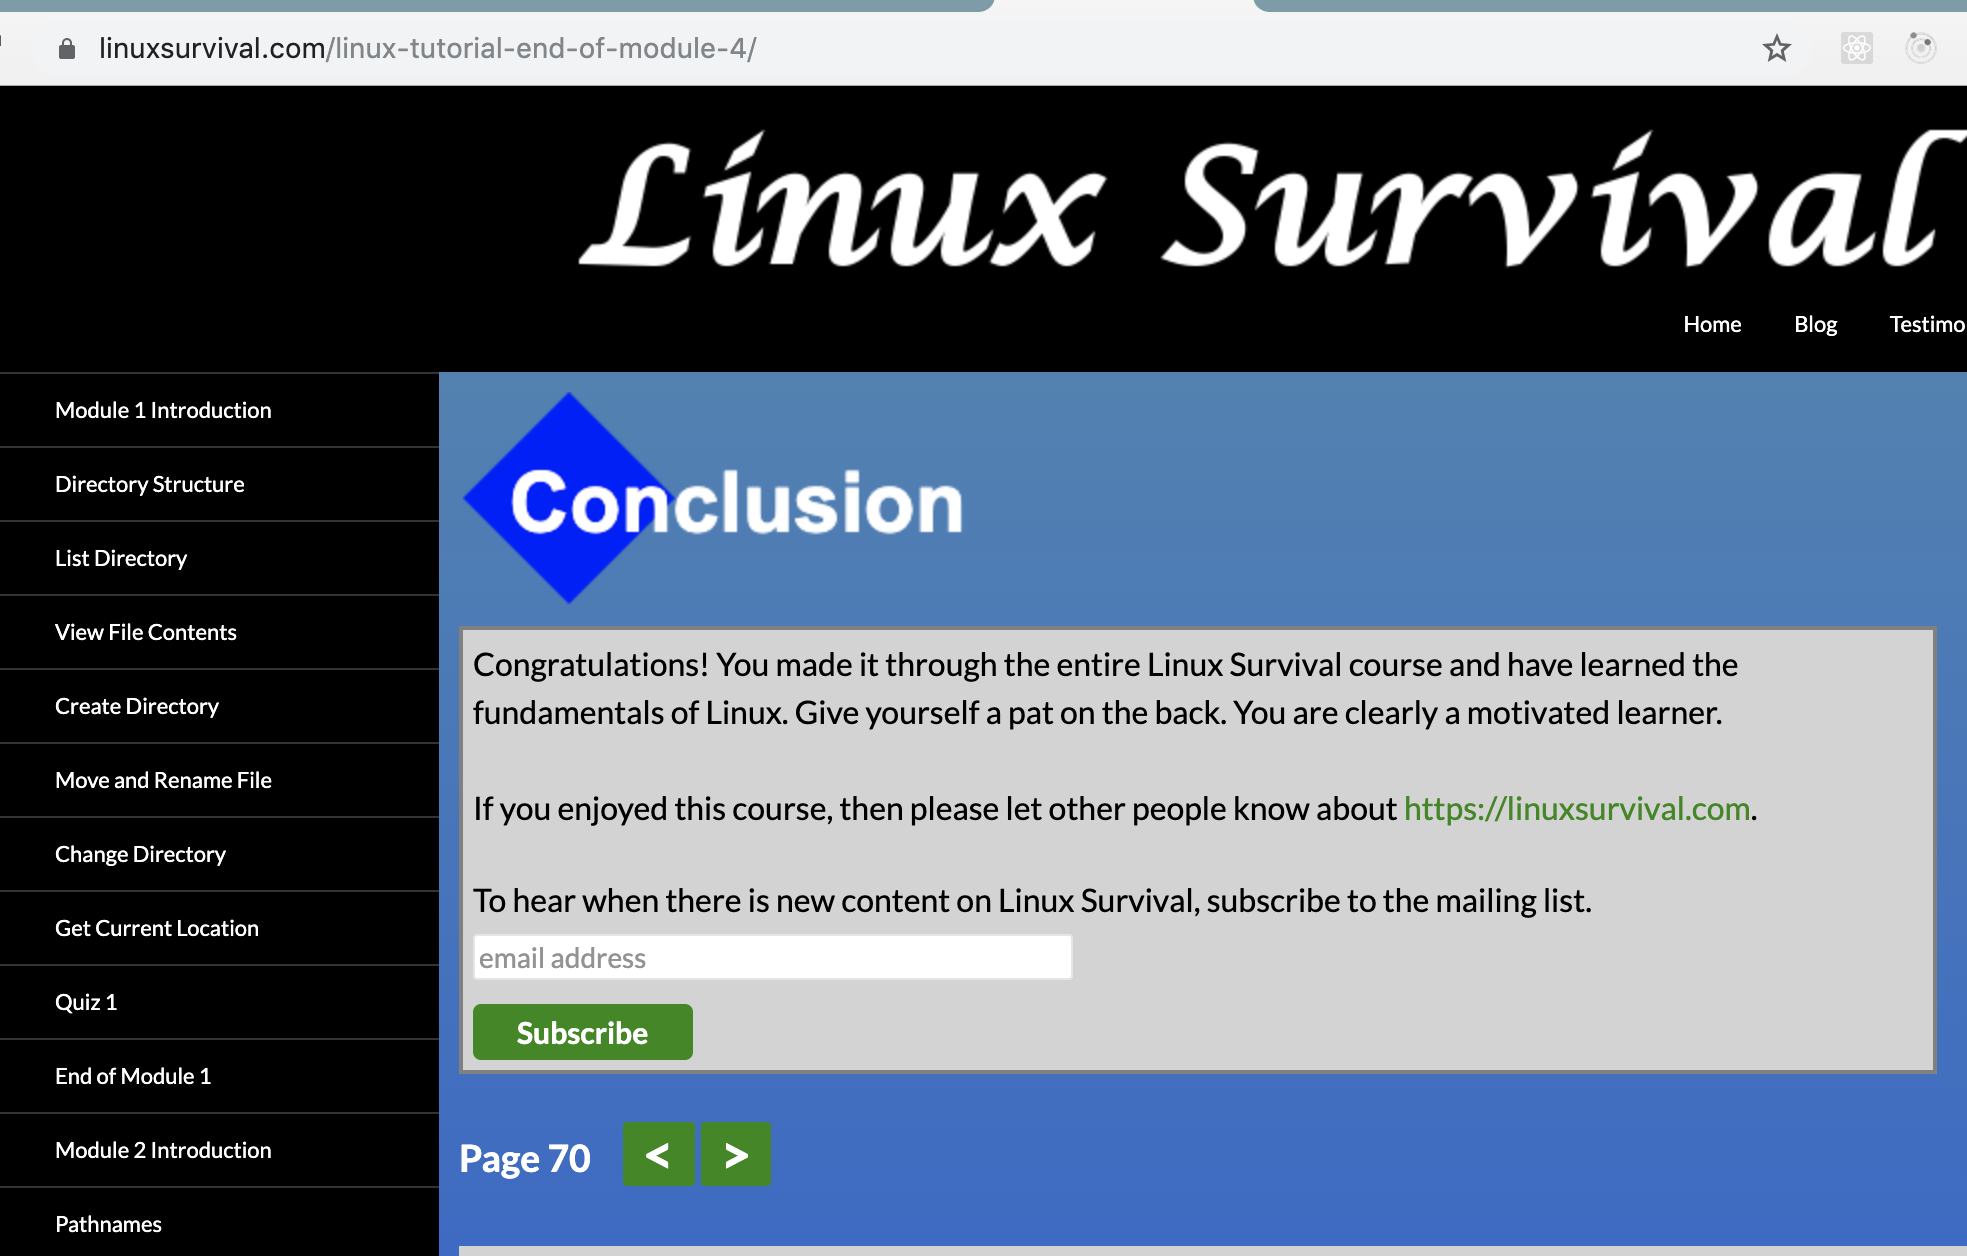 linuxsurvival.com/linux-tutorial-end-of-module-4/
Linux Survival
Home Blog Testimo
Module 1 Introduction
Directory Structure
List Directory
View File Contents
Create Directory
Move and Rename File
Change Directory
Get Current Location
Quiz 1
End of Module 1
Module 2 Introduction
Pathnames
Conclusion
Congratulations! You made it through the entire Linux Survival course and have learned the
fundamentals of Linux. Give yourself a pat on the back. You are clearly a motivated learner.
If you enjoyed this course, then please let other people know about https://linuxsurvival.com.
To hear when there is new content on Linux Survival, subscribe to the mailing list.
email address
Subscribe
Page 70 < >